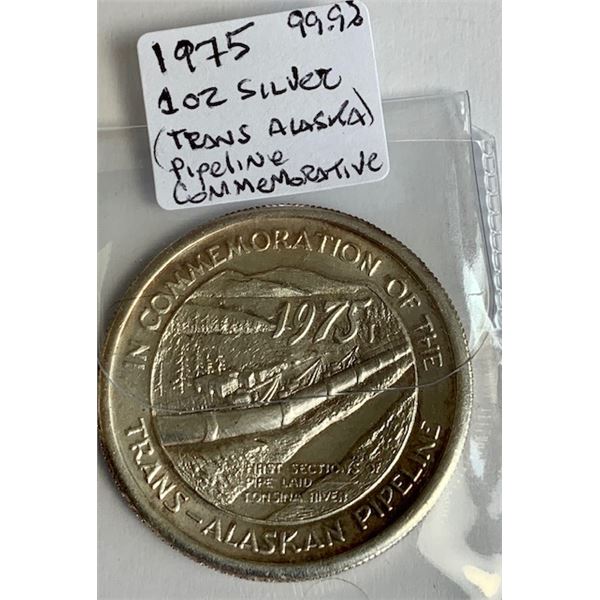 1975 99.9%
1oz Silver
(TRANS ALASKA)
Pipeline
COMMEMORATIVE
IN COMMEMORATION OF THE
1975
FIRST SECTIONS OF
PIPE LAID
TONSINA RIVER
TRANS-ALASKAN PIPELINE